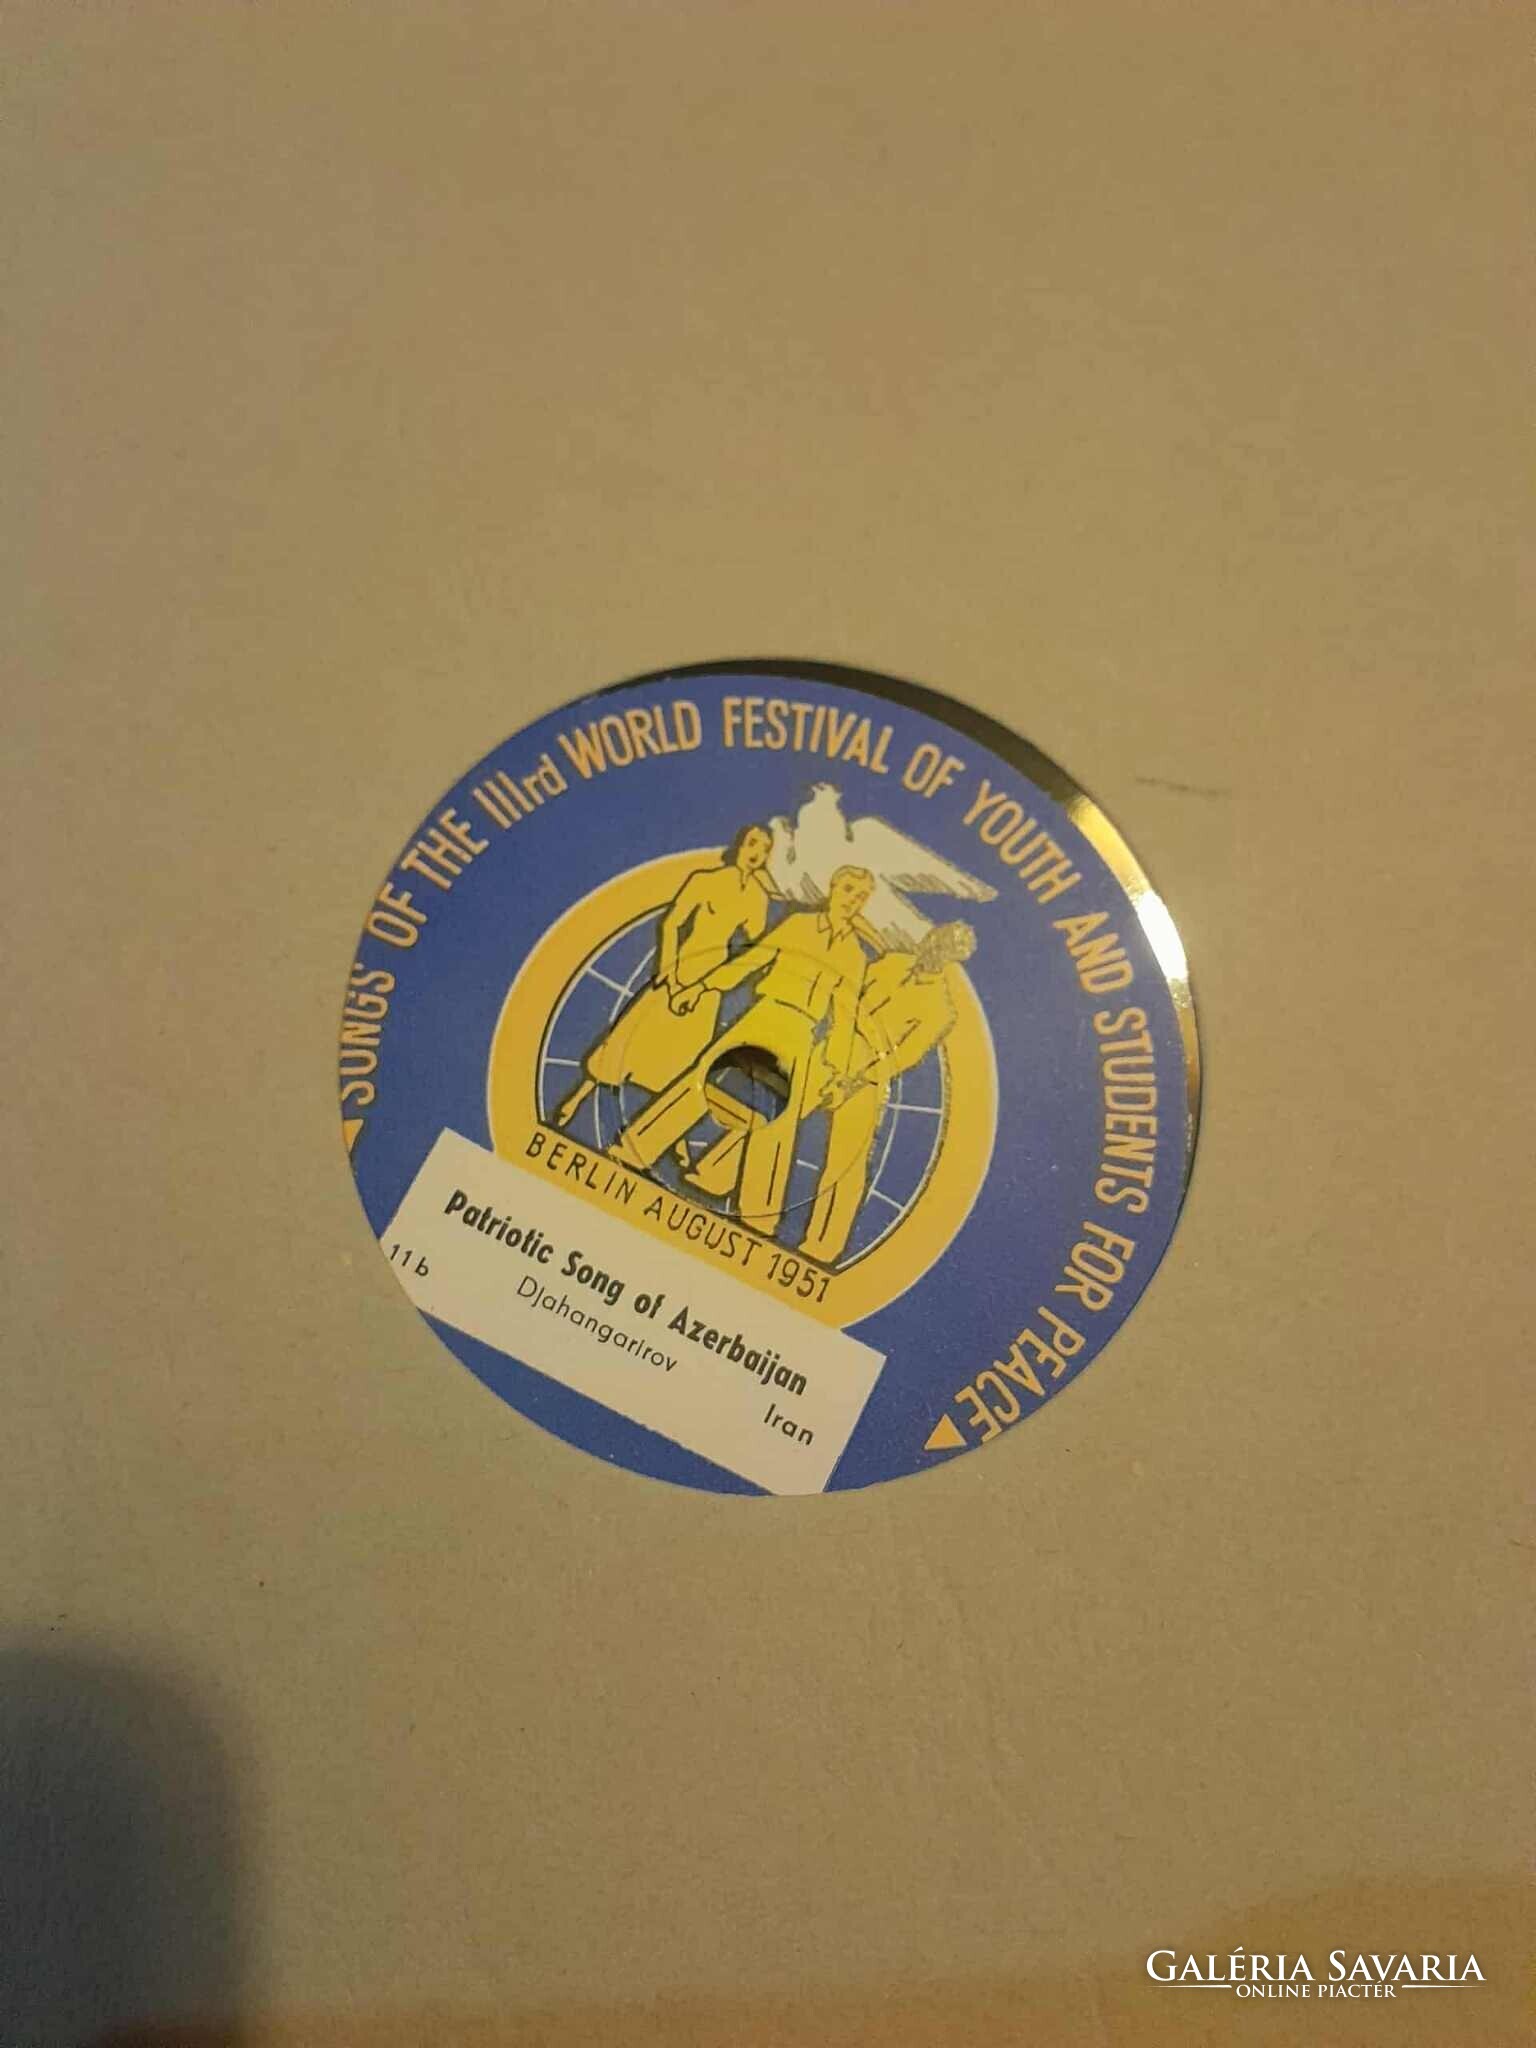 SONGS OF THE IIIrd WORLD FESTIVAL OF YOUTH AND STUDENTS FOR PEACE
BERLIN AUGUST 1951
Patriotic Song of Azerbaijan
11b
Djahangarirov
Iran
GALÉRIA SAVARIA
ONLINE PIACTÉR